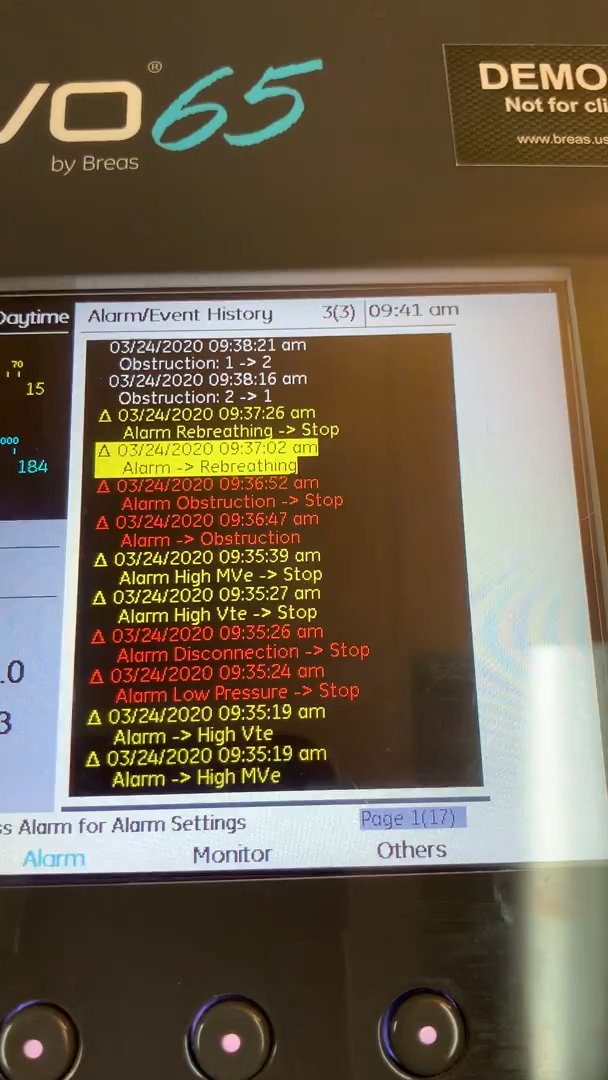 VO65®
by Breas
DEMO
Not for cli
www.breas.us
Daytime
Alarm/Event History 3(3) 09:41 am
70
15
000
184
.0
3
03/24/2020 09:38:21 am
Obstruction: 1 -> 2
03/24/2020 09:38:16 am
Obstruction: 2 -> 1
Δ 03/24/2020 09:37:26 am
Alarm Rebreathing -> Stop
Δ 03/24/2020 09:37:02 am
Alarm -> Rebreathing
Δ 03/24/2020 09:36:52 am
Alarm Obstruction -> Stop
Δ 03/24/2020 09:36:47 am
Alarm -> Obstruction
Δ 03/24/2020 09:35:39 am
Alarm High MVe -> Stop
Δ 03/24/2020 09:35:27 am
Alarm High Vte -> Stop
Δ 03/24/2020 09:35:26 am
Alarm Disconnection -> Stop
Δ 03/24/2020 09:35:24 am
Alarm Low Pressure -> Stop
Δ 03/24/2020 09:35:19 am
Alarm -> High Vte
Δ 03/24/2020 09:35:19 am
Alarm -> High MVe
ss Alarm for Alarm Settings
Page 1(17)
Alarm Monitor Others